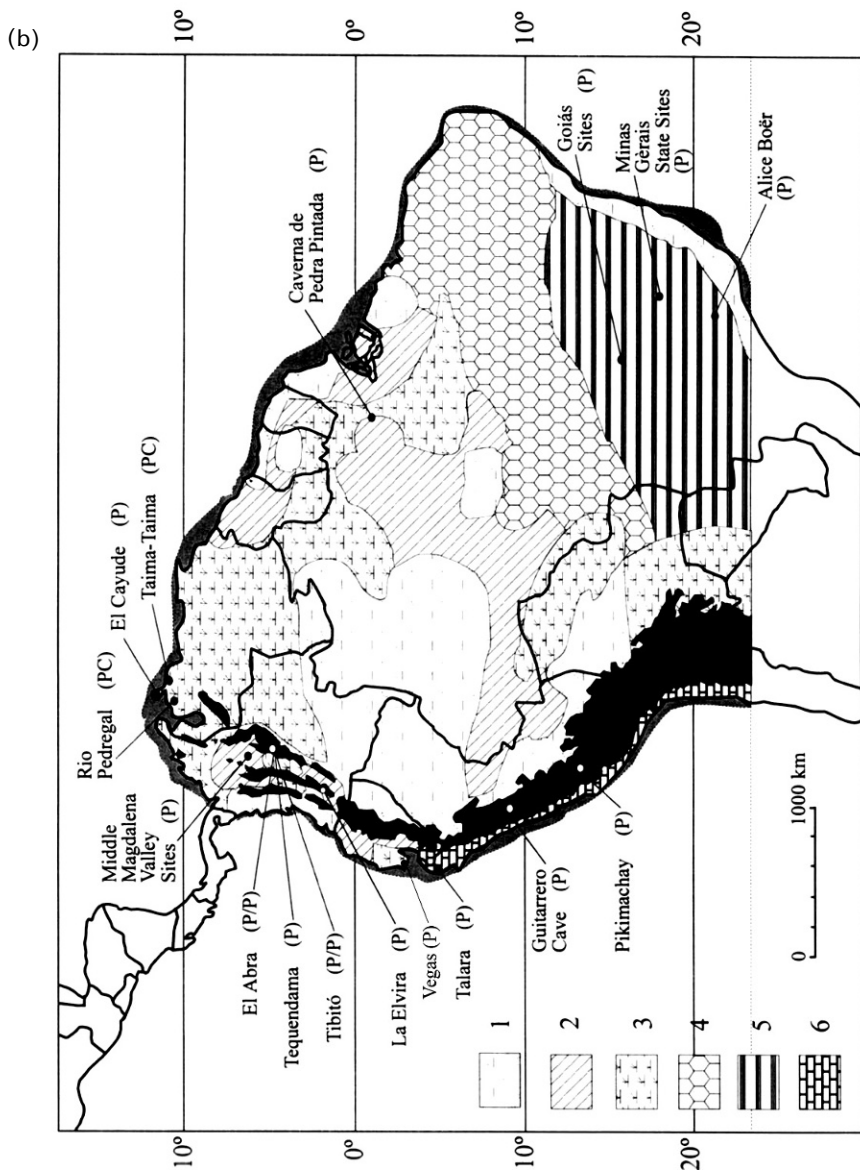 (b)
10°
0°
10°
20°
10°
0°
10°
20°
Rio
Pedregal (PC)
El Cayude (P)
Taima-Taima (PC)
Middle
Magdalena
Valley
Sites (P)
El Abra (P/P)
Tequendama (P)
Tibitó (P/P)
La Elvira (P)
Vegas (P)
Talara (P)
Guitarrero
Cave (P)
Pikimachay (P)
Caverna de
Pedra Pintada (P)
Goiás (P)
Sites
Minas
Gèrais
State Sites
(P)
Alice Boër
(P)
1
2
3
4
5
6
0 1000 km